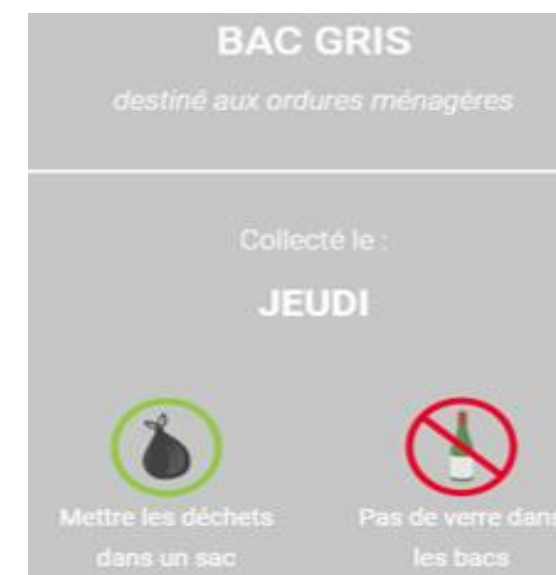 BAC GRIS
destiné aux ordures ménagères
Collecté le :
JEUDI
Mettre les déchets
dans un sac
Pas de verre dans
les bacs